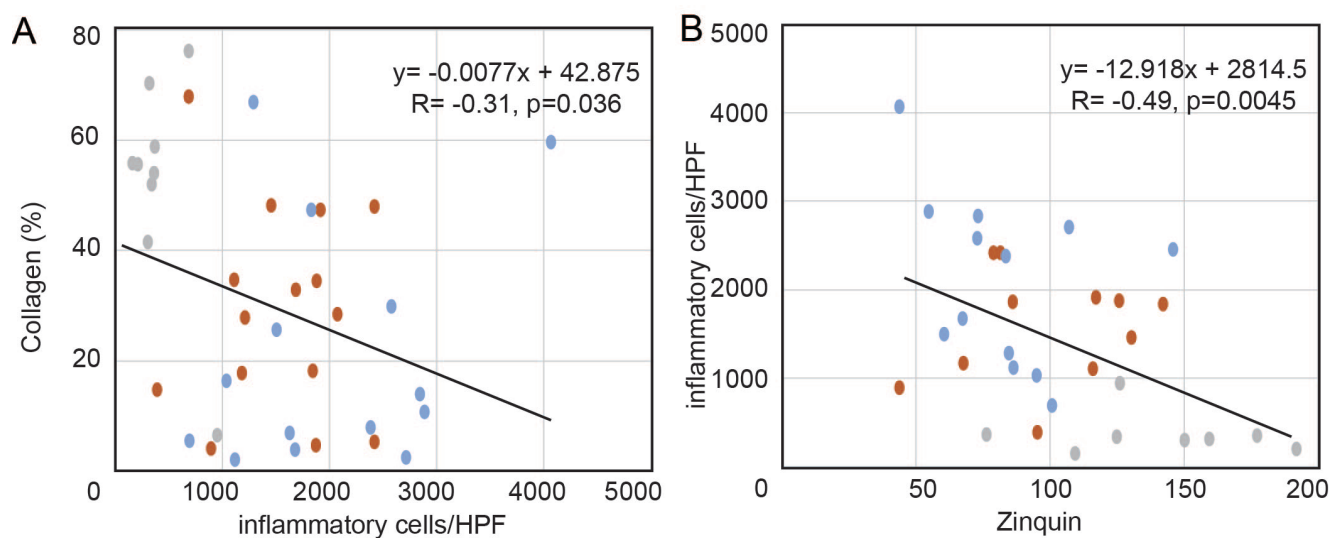 A
80
60
40
20
0
Collagen (%)
y= -0.0077x + 42.875
R= -0.31, p=0.036
1000 2000 3000 4000 5000
inflammatory cells/HPF
B
5000
4000
3000
2000
1000
0
inflammatory cells/HPF
y= -12.918x + 2814.5
R= -0.49, p=0.0045
50 100 150 200
Zinquin